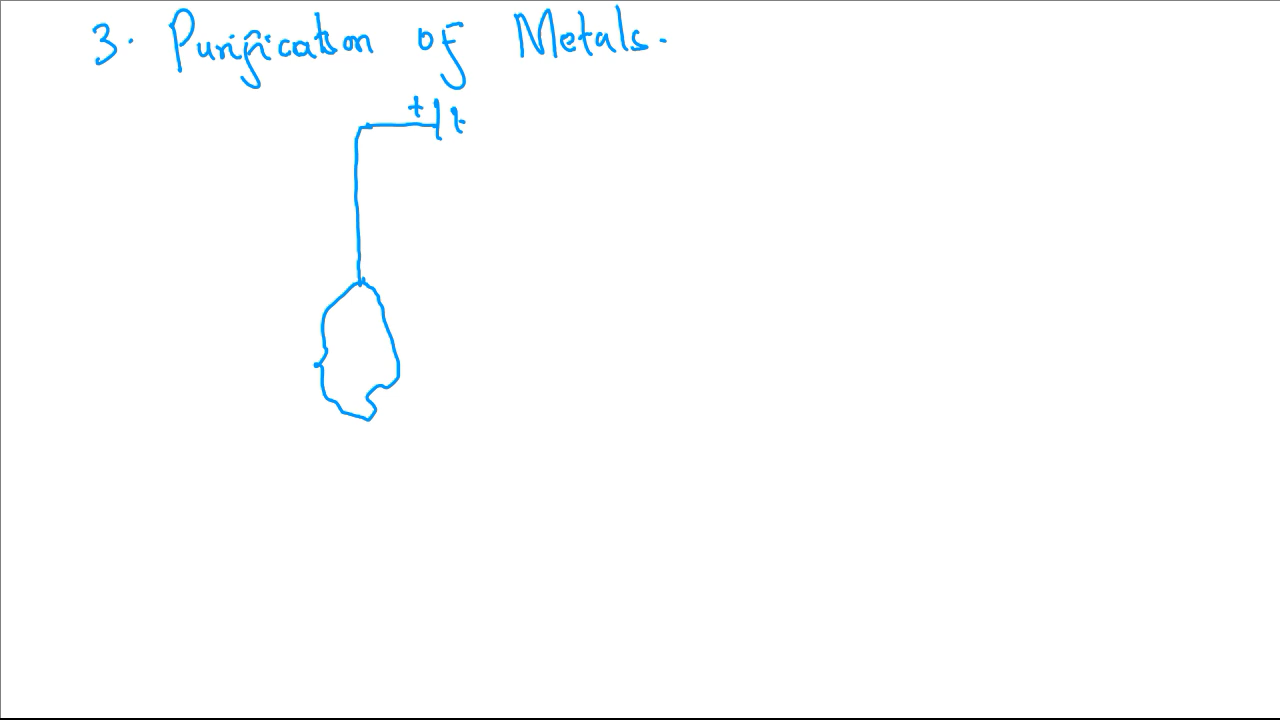 3. Purification of Metals.
+